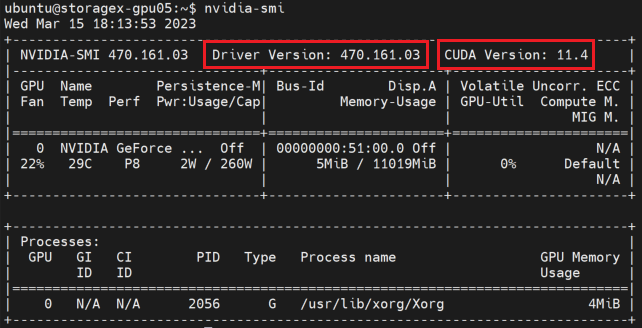 ubuntu@storagex-gpu05:~$ nvidia-smi
Wed Mar 15 18:13:53 2023
+-----------------------------------------------------------------------------+
| NVIDIA-SMI 470.161.03   Driver Version: 470.161.03   CUDA Version: 11.4     |
|-------------------------------+----------------------+----------------------+
| GPU  Name        Persistence-M| Bus-Id        Disp.A | Volatile Uncorr. ECC |
| Fan  Temp  Perf  Pwr:Usage/Cap|         Memory-Usage | GPU-Util  Compute M. |
|                               |                      |               MIG M. |
|===============================+======================+======================|
|   0  NVIDIA GeForce ...  Off  | 00000000:51:00.0 Off |                  N/A |
| 22%   29C    P8     2W / 260W |      5MiB / 11019MiB |      0%      Default |
|                               |                      |                  N/A |
+-------------------------------+----------------------+----------------------+

+-----------------------------------------------------------------------------+
| Processes:                                                                  |
|  GPU   GI   CI        PID   Type   Process name                  GPU Memory |
|        ID   ID                                                   Usage      |
|=============================================================================|
|    0   N/A  N/A      2056      G   /usr/lib/xorg/Xorg                  4MiB |
+-----------------------------------------------------------------------------+